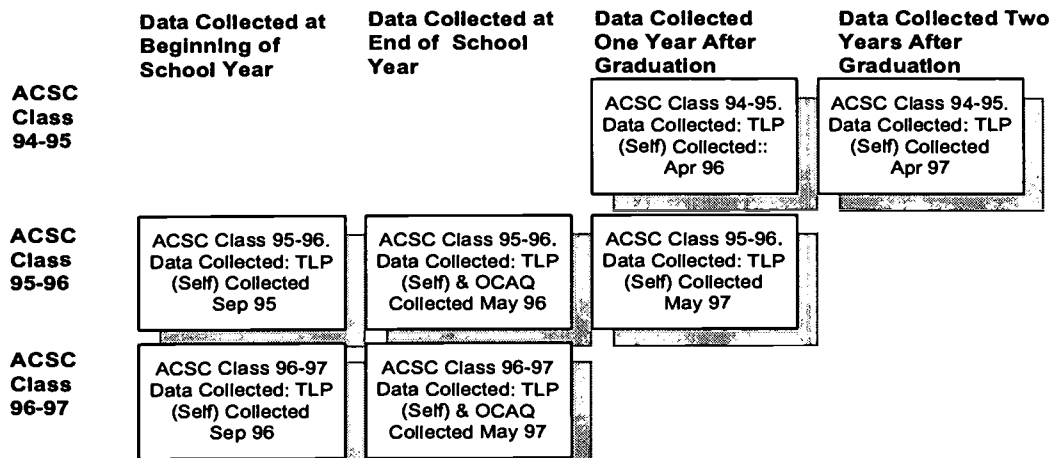 Data Collected at
Beginning of
School Year
Data Collected at
End of School
Year
Data Collected
One Year After
Graduation
Data Collected Two
Years After
Graduation
ACSC
Class
94-95
ACSC Class 94-95.
Data Collected: TLP
(Self) Collected::
Apr 96
ACSC Class 94-95.
Data Collected: TLP
(Self) Collected
Apr 97
ACSC
Class
95-96
ACSC Class 95-96.
Data Collected: TLP
(Self) Collected
Sep 95
ACSC Class 95-96.
Data Collected: TLP
(Self) & OCAQ
Collected May 96
ACSC Class 95-96.
Data Collected: TLP
(Self) Collected
May 97
ACSC
Class
96-97
ACSC Class 96-97
Data Collected: TLP
(Self) Collected
Sep 96
ACSC Class 96-97
Data Collected: TLP
(Self) & OCAQ
Collected May 97